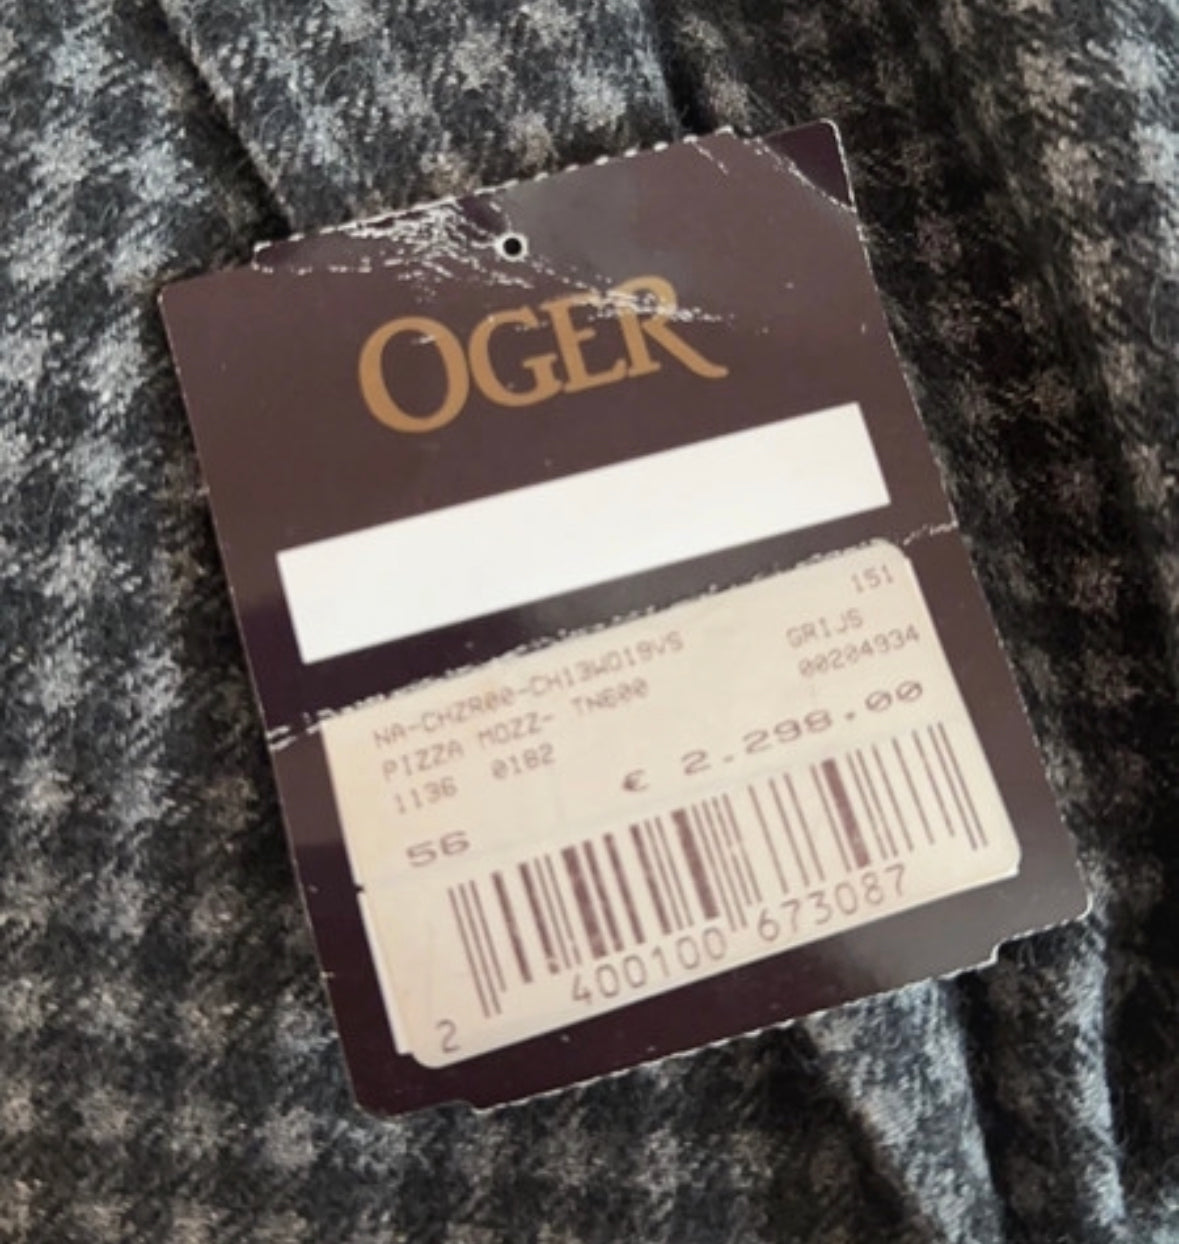 OGER
151
NA-CHZR00-CH13WO19VS GRIJS
PIZZA MOZZ- TN600 00204934
1136 0182
€ 2.298.00
56
2 400100 673087